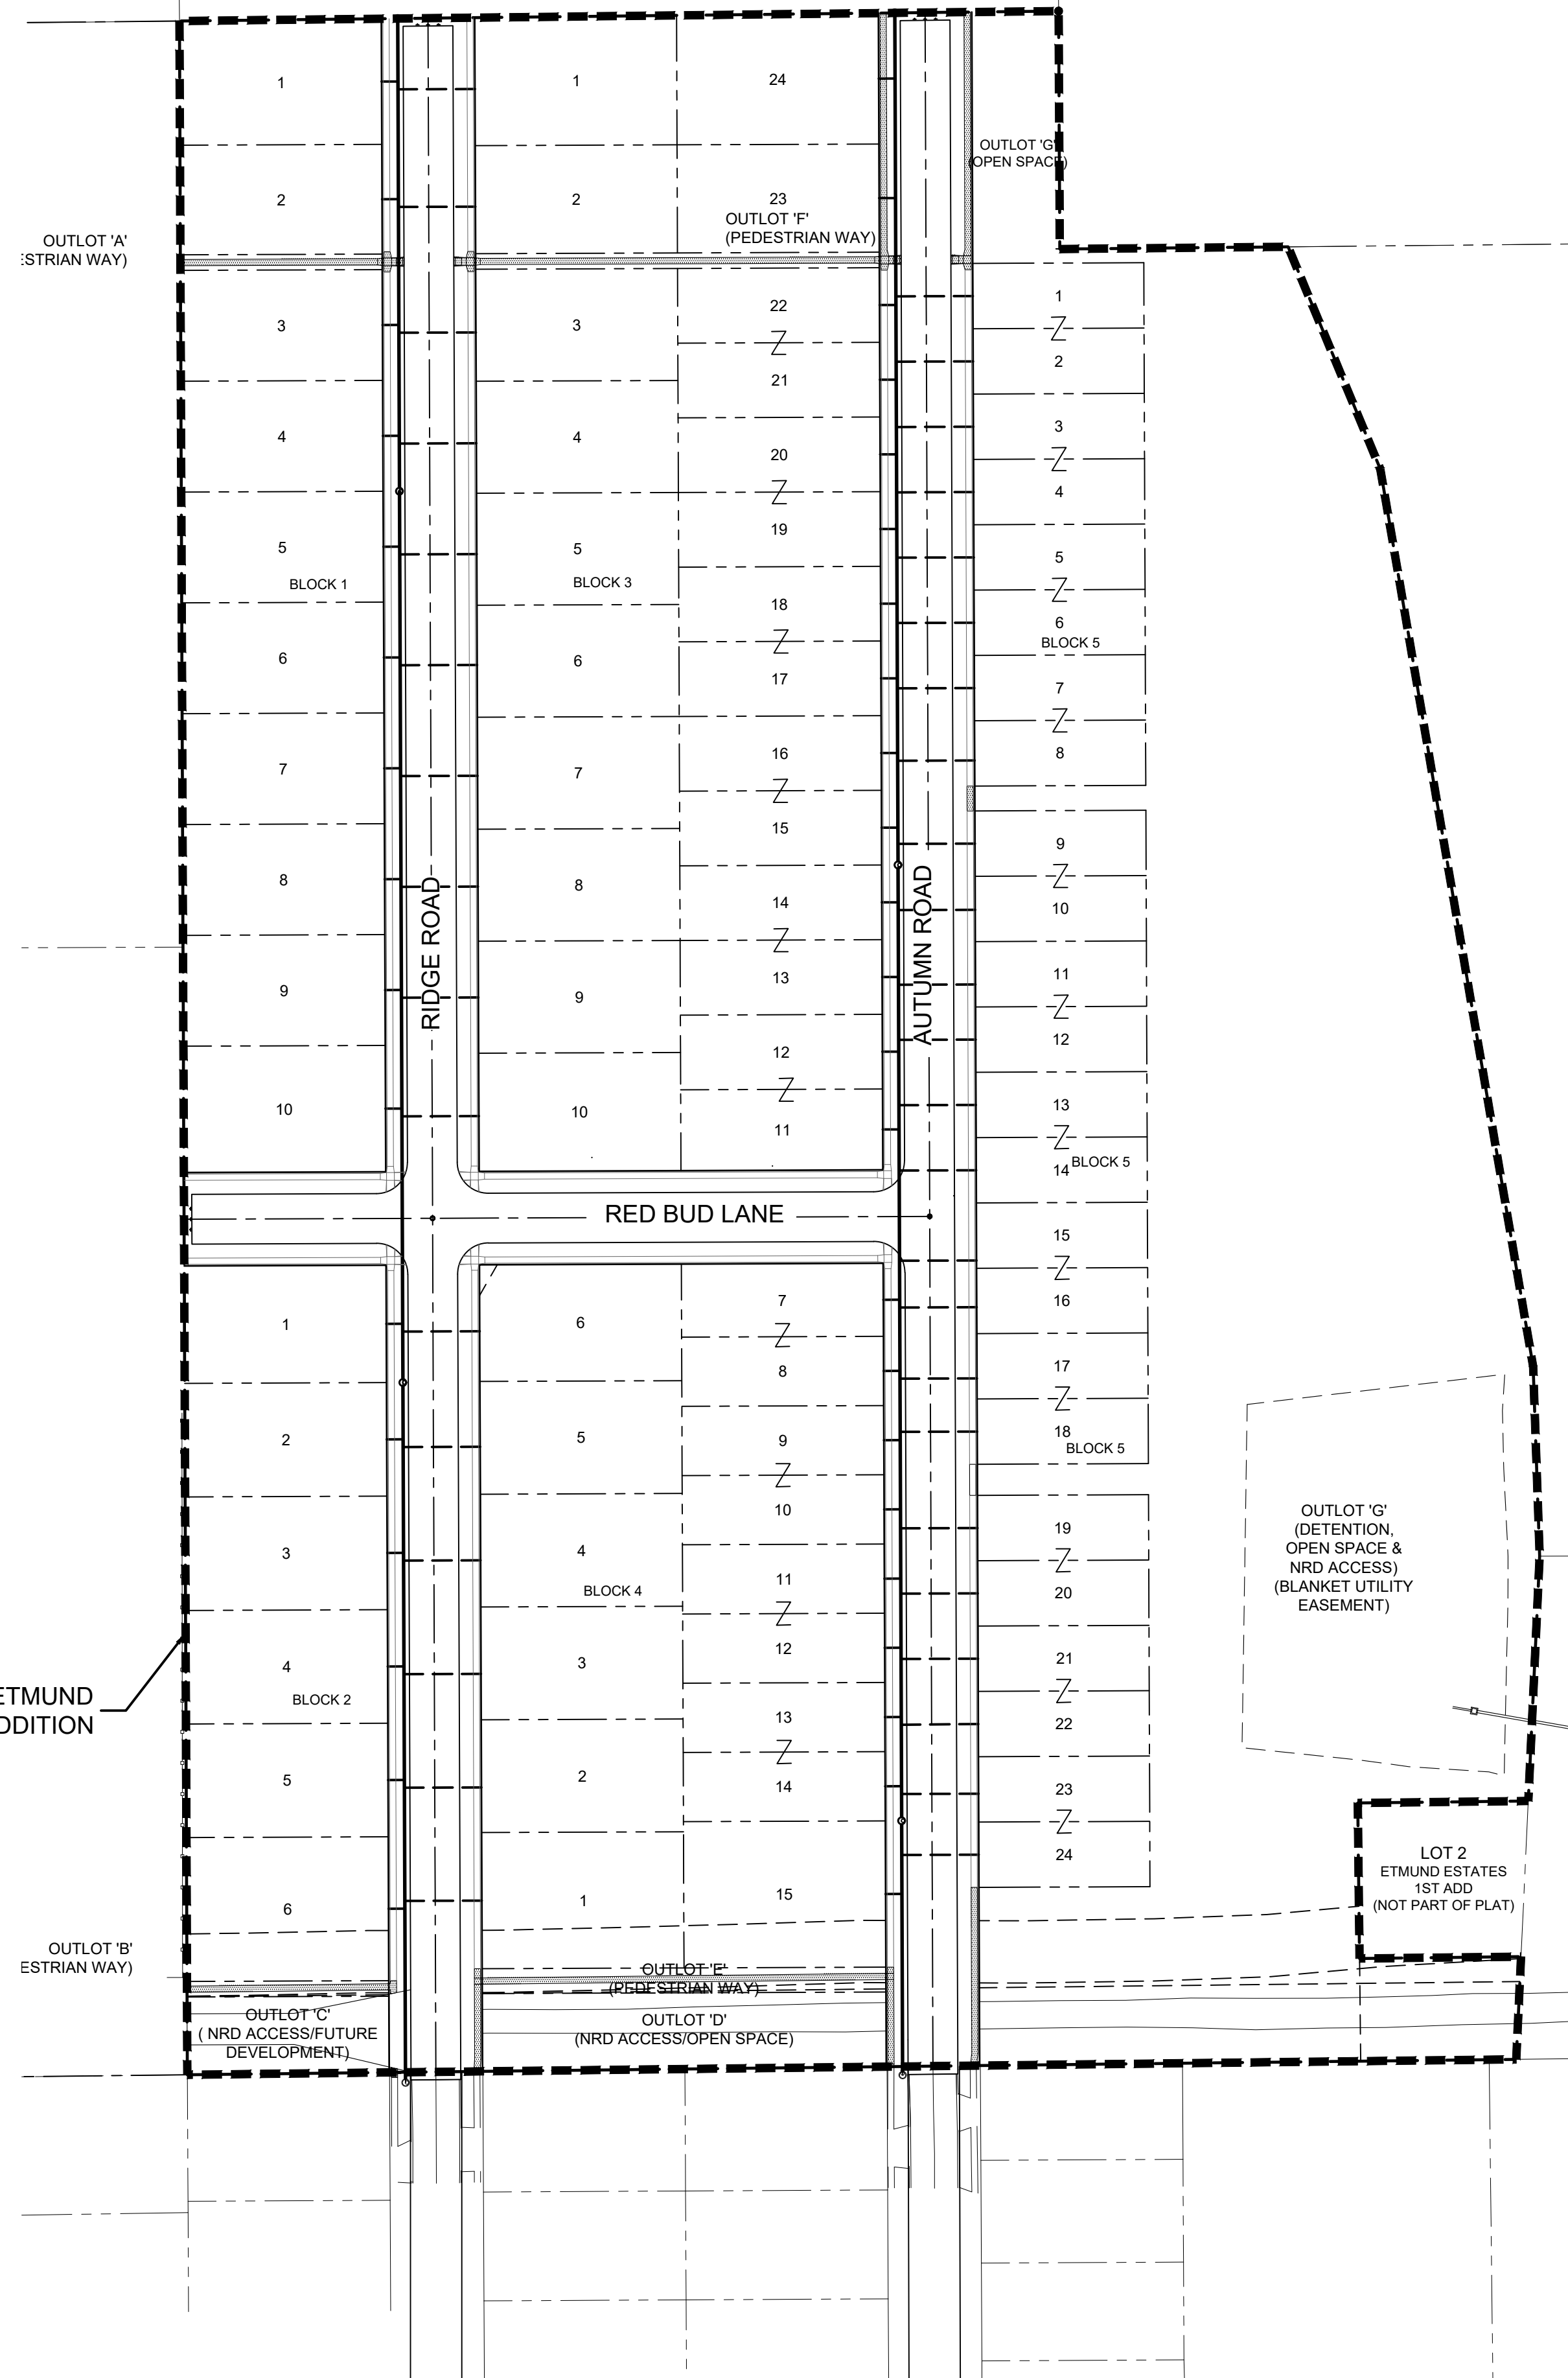 1
1
24
OUTLOT 'G'
(OPEN SPACE)
2
2
23
OUTLOT 'F'
(PEDESTRIAN WAY)
OUTLOT 'A'
STRIAN WAY)
3
4
5
BLOCK 1
6
7
8
9
10
RIDGE ROAD
3
4
5
BLOCK 3
6
7
8
9
10
22
Z
21
20
Z
19
18
Z
17
16
Z
15
14
Z
13
12
Z
11
AUTUMN ROAD
1
Z
2
3
Z
4
5
Z
6
BLOCK 5
7
Z
8
9
Z
10
11
Z
12
13
Z
14
BLOCK 5
15
Z
16
17
Z
18
BLOCK 5
19
Z
20
21
Z
22
23
Z
24
RED BUD LANE
1
2
3
4
BLOCK 2
5
6
6
5
4
BLOCK 4
3
2
1
7
Z
8
9
Z
10
11
Z
12
13
Z
14
15
OUTLOT 'G'
(DETENTION,
OPEN SPACE &
NRD ACCESS)
(BLANKET UTILITY
EASEMENT)
ETMUND
DDITION
LOT 2
ETMUND ESTATES
1ST ADD
(NOT PART OF PLAT)
OUTLOT 'B'
ESTRIAN WAY)
OUTLOT 'E'
(PEDESTRIAN WAY)
OUTLOT 'C'
( NRD ACCESS/FUTURE
DEVELOPMENT)
OUTLOT 'D'
(NRD ACCESS/OPEN SPACE)